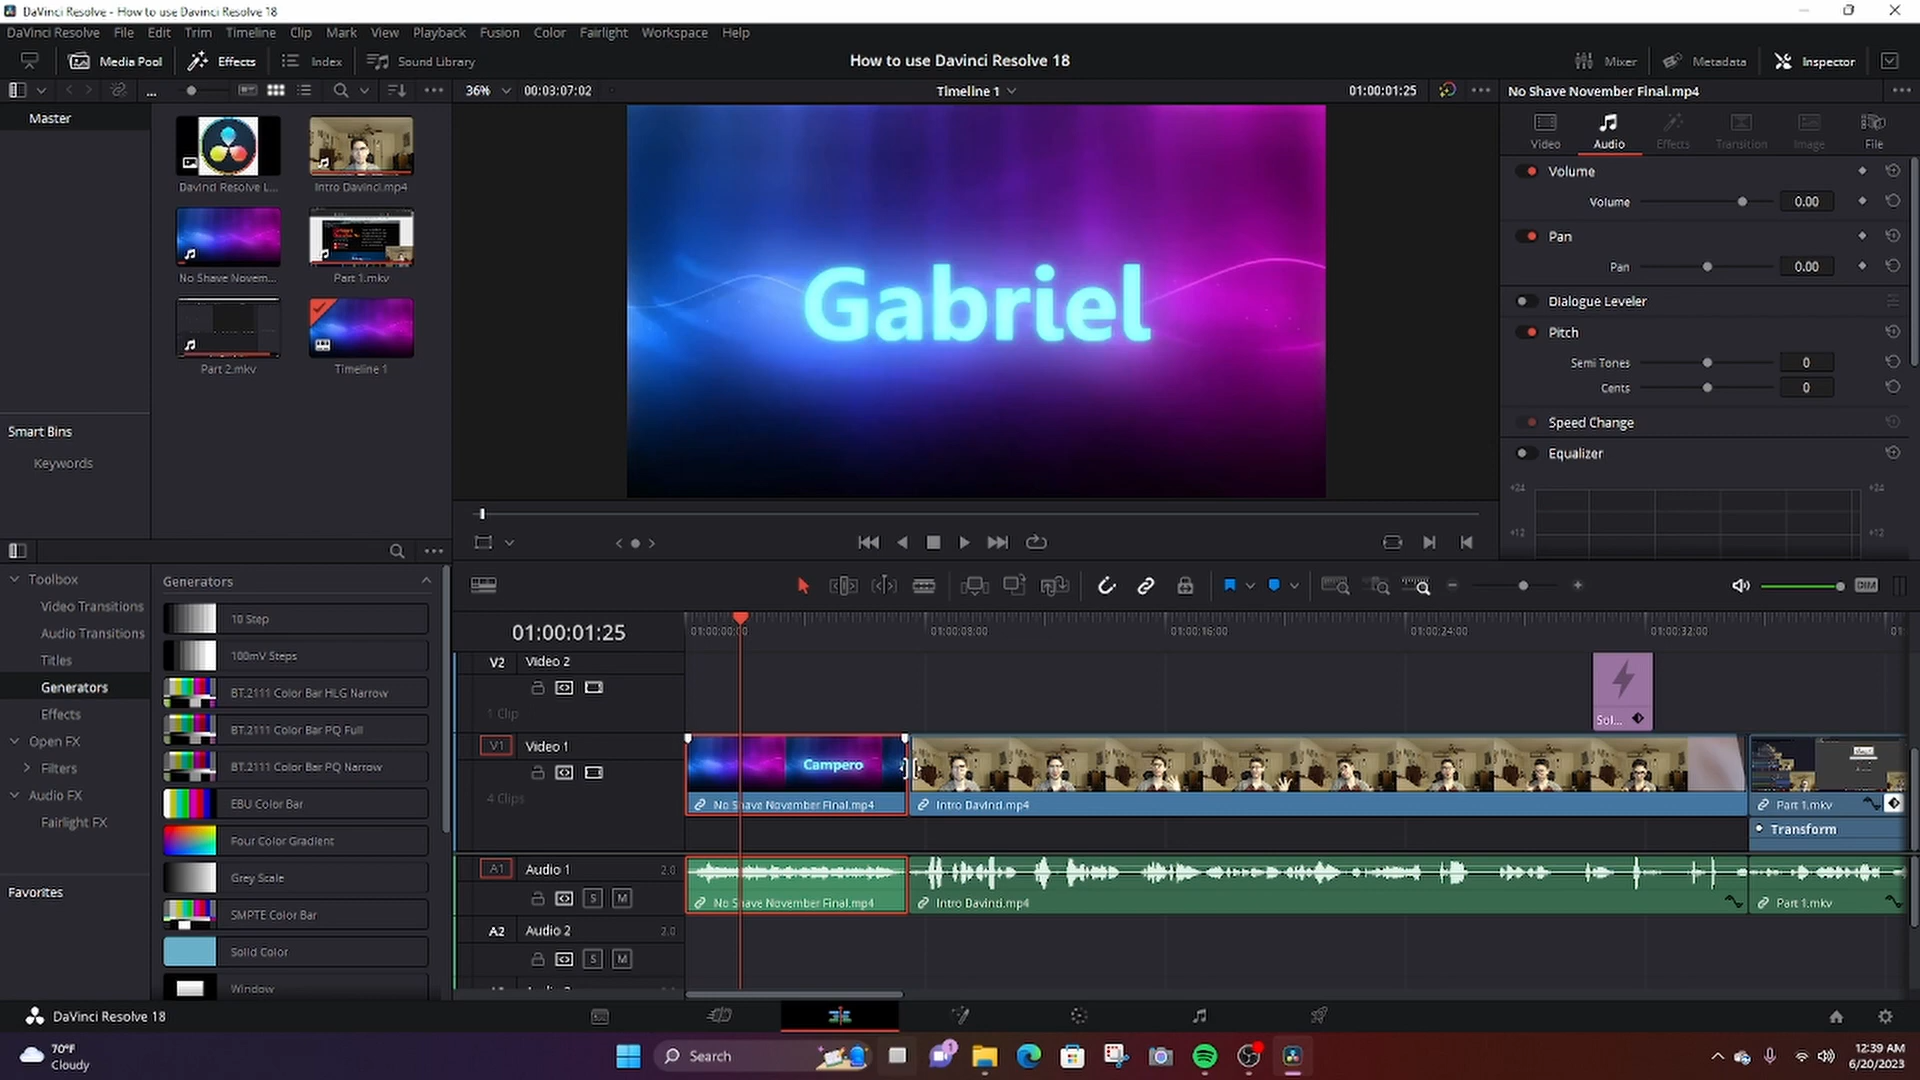 DaVinci Resolve - How to use Davinci Resolve 18
DaVinci Resolve File Edit Trim Timeline Clip Mark View Playback Fusion Color Fairlight Workspace Help
Media Pool Effects Index Sound Library
How to use Davinci Resolve 18
Mixer Metadata Inspector
36% 00:03:07:02 Timeline 1 01:00:01:25
No Shave November Final.mp4
Master
Davinci Resolve L...
Intro Davinci.mp4
No Shave Novem...
Part 1.mkv
Part 2.mkv
Timeline 1
Smart Bins
Keywords
Gabriel
Video Audio Effects Transition Image File
Volume
Volume 0.00
Pan
Pan 0.00
Dialogue Leveler
Pitch
Semi Tones 0
Cents 0
Speed Change
Equalizer
+24 +24
+12 +12
Toolbox
Video Transitions
Audio Transitions
Titles
Generators
Effects
Open FX
Filters
Audio FX
Fairlight FX
Favorites
Generators
10 Step
100mV Steps
BT.2111 Color Bar HLG Narrow
BT.2111 Color Bar PQ Full
BT.2111 Color Bar PQ Narrow
EBU Color Bar
Four Color Gradient
Grey Scale
SMPTE Color Bar
Solid Color
Window
DIM
01:00:01:25
01:00:00:00 01:00:08:00 01:00:16:00 01:00:24:00 01:00:32:00
V2 Video 2
1 Clip
Sol...
V1 Video 1
4 Clips
Campero
No Shave November Final.mp4
Intro Davinci.mp4
Part 1.mkv
Transform
A1 Audio 1 2.0
S M
No Shave November Final.mp4
Intro Davinci.mp4
Part 1.mkv
A2 Audio 2 2.0
S M
DaVinci Resolve 18
70°F
Cloudy
Search
1
12:39 AM
6/20/2023